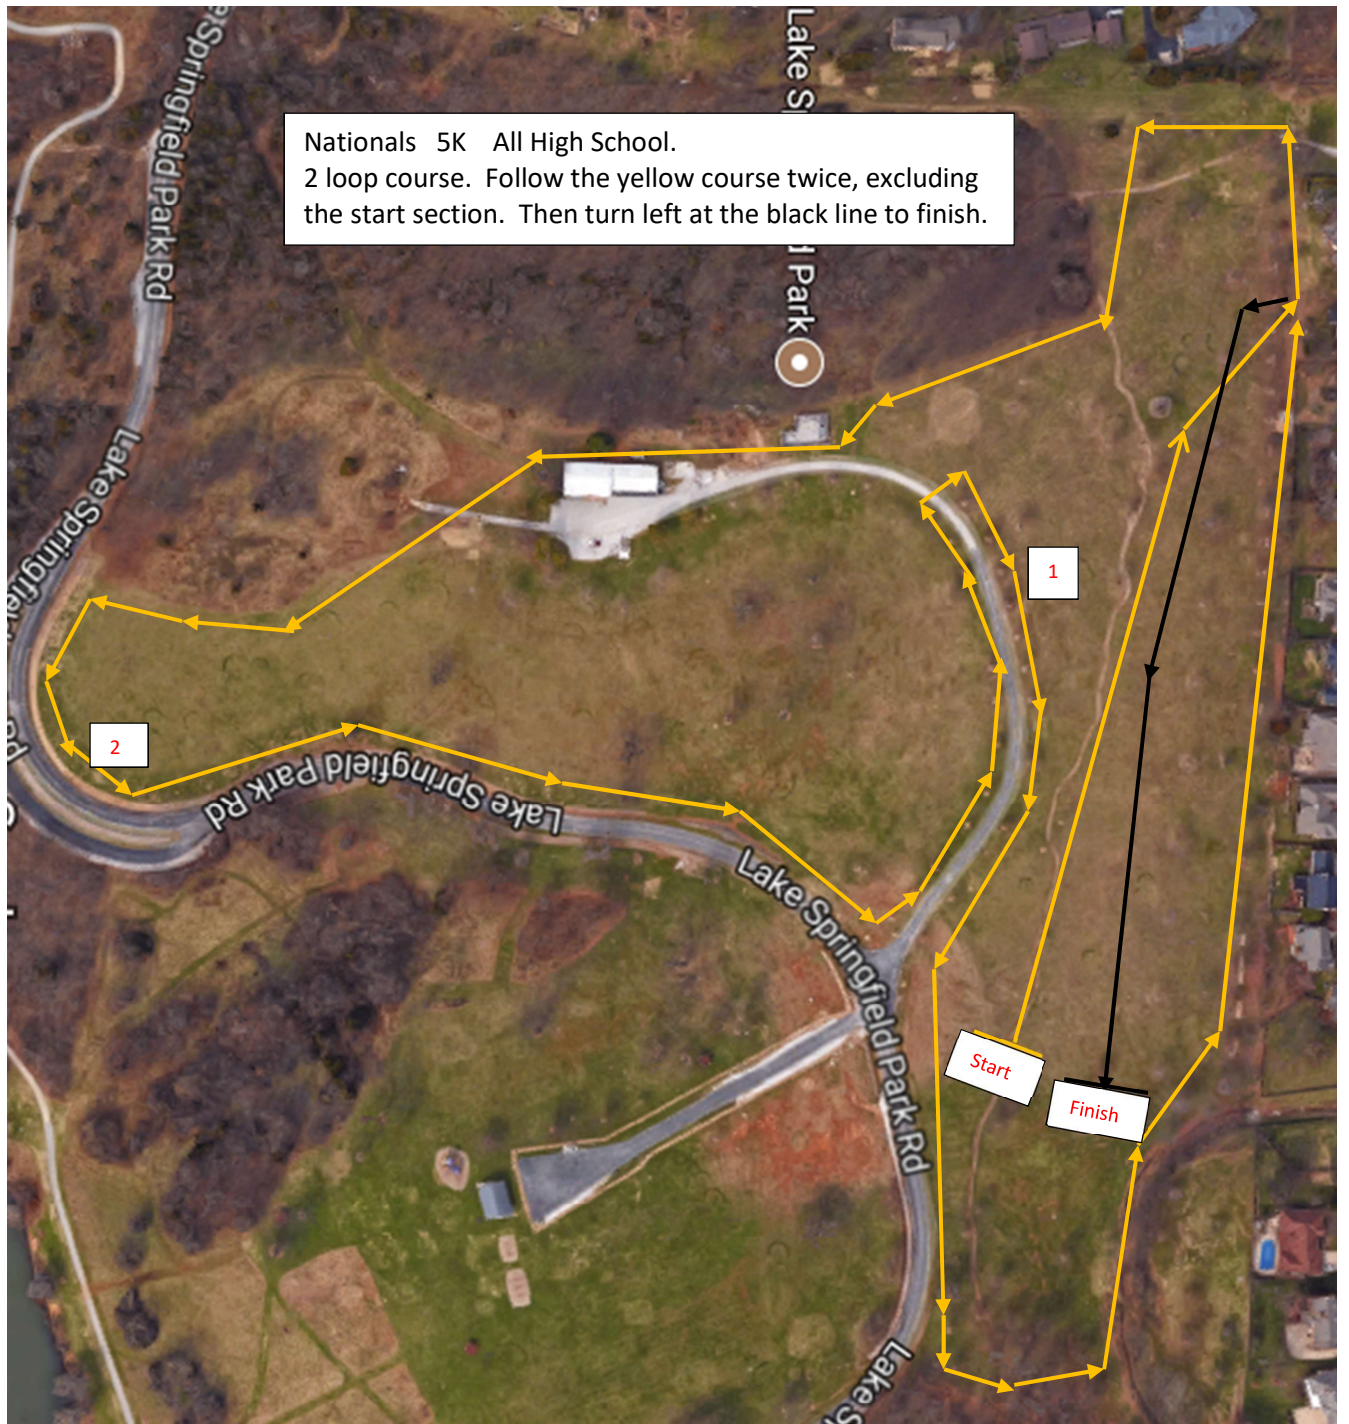 Nationals 5K All High School.
2 loop course. Follow the yellow course twice, excluding
the start section. Then turn left at the black line to finish.
Springfield Park Rd
Lake Sp
d Park
Lake Springfield
1
2
Lake Springfield Park Rd
Lake Springfield Park Rd
Start
Finish
Lake S